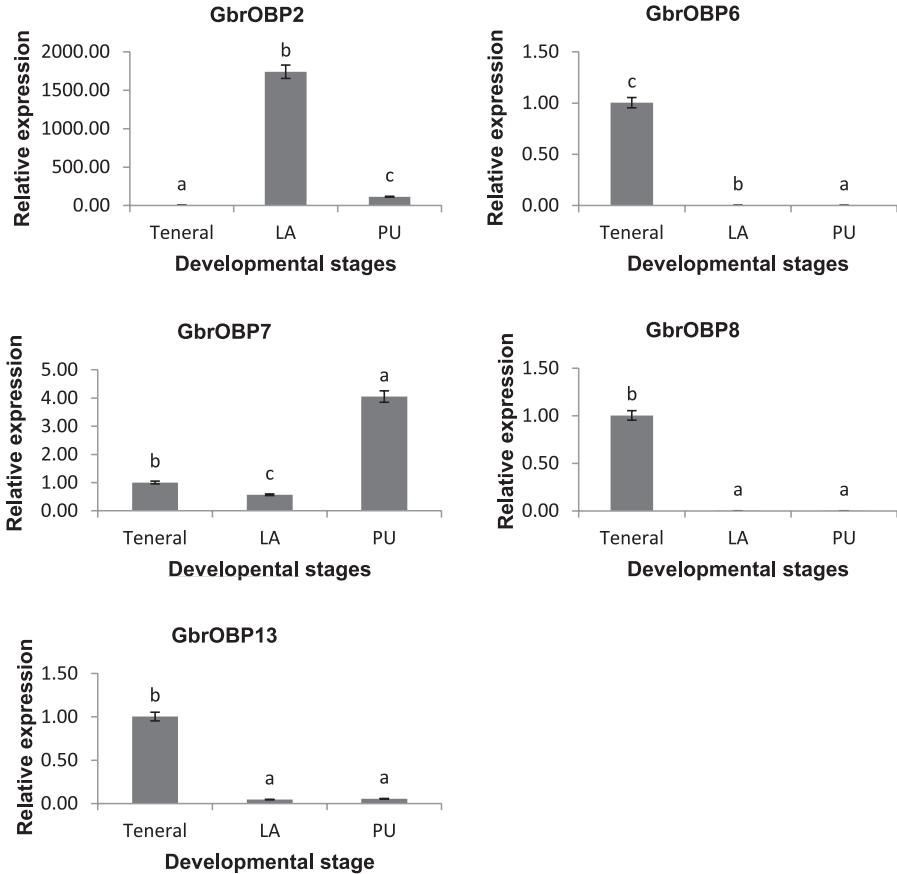 GbrOBP2
Relative expression
2000.00
1500.00
1000.00
500.00
0.00
a
b
c
Teneral LA PU
Developmental stages
GbrOBP6
Relative expression
1.50
1.00
0.50
0.00
c
b
a
Teneral LA PU
Developmental stages
GbrOBP7
Relative expression
5.00
4.00
3.00
2.00
1.00
0.00
b
c
a
Teneral LA PU
Developental stages
GbrOBP8
Relative expression
1.50
1.00
0.50
0.00
b
a
a
Teneral LA PU
Developmental stages
GbrOBP13
Relative expression
1.50
1.00
0.50
0.00
b
a
a
Teneral LA PU
Developmental stage